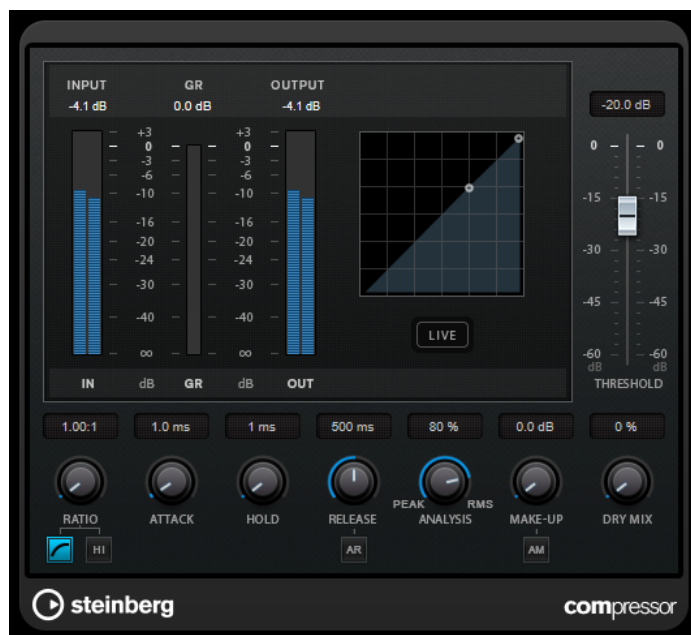 INPUT GR OUTPUT
-4.1 dB 0.0 dB -4.1 dB
-20.0 dB
+3 +3
0 0
-3 -3
-6 -6
-10 -10
-16 -16
-20 -20
-24 -24
-30 -30
-40 -40
∞ ∞
IN dB GR dB OUT
LIVE
0 0
-15 -15
-30 -30
-45 -45
-60 -60
dB dB
THRESHOLD
1.00:1 1.0 ms 1 ms 500 ms 80 % 0.0 dB 0 %
PEAK RMS
RATIO ATTACK HOLD RELEASE ANALYSIS MAKE-UP DRY MIX
HI AR AM
steinberg compressor